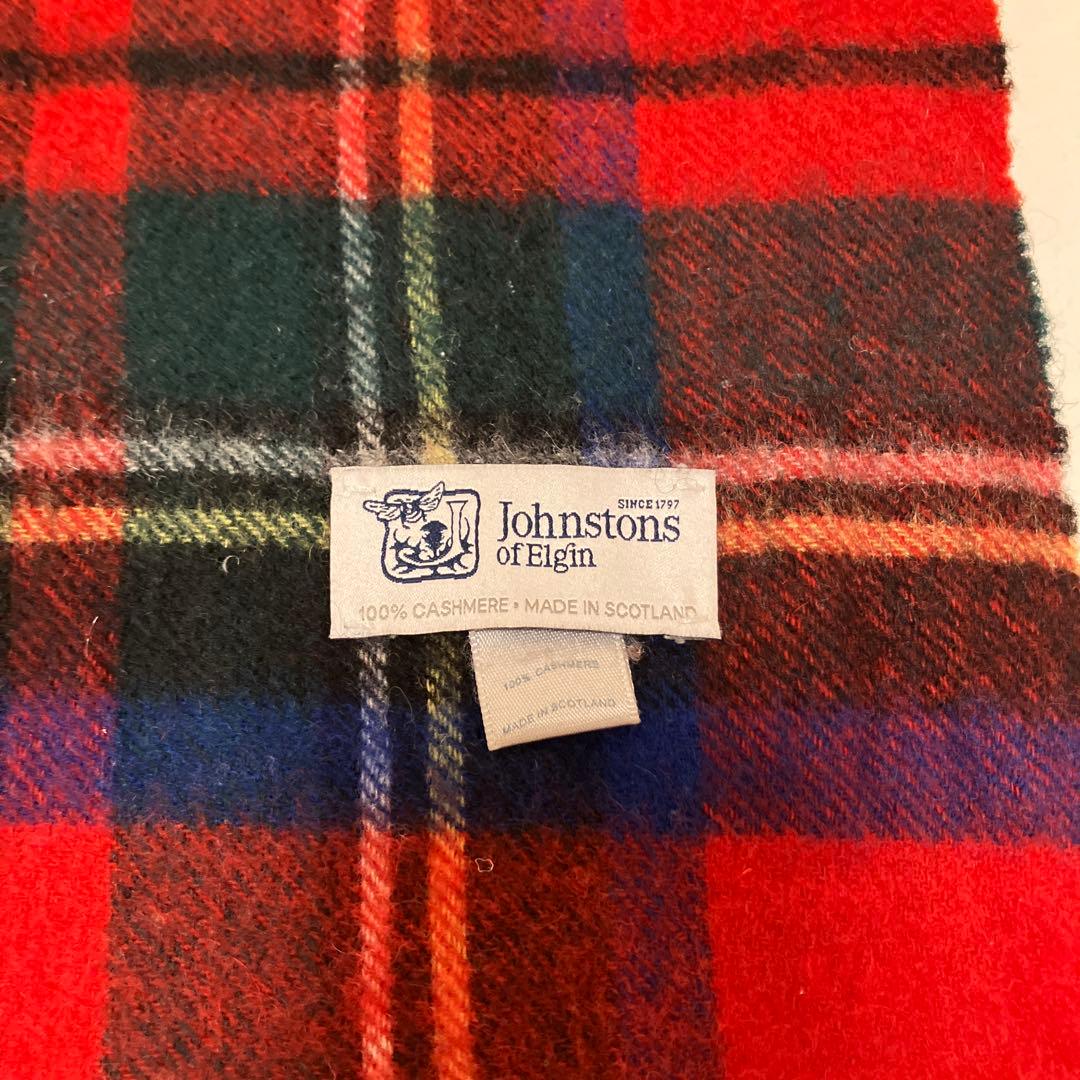 SINCE 1797
Johnstons
of Elgin
100% CASHMERE • MADE IN SCOTLAND
100% CASHMERE
MADE IN SCOTLAND